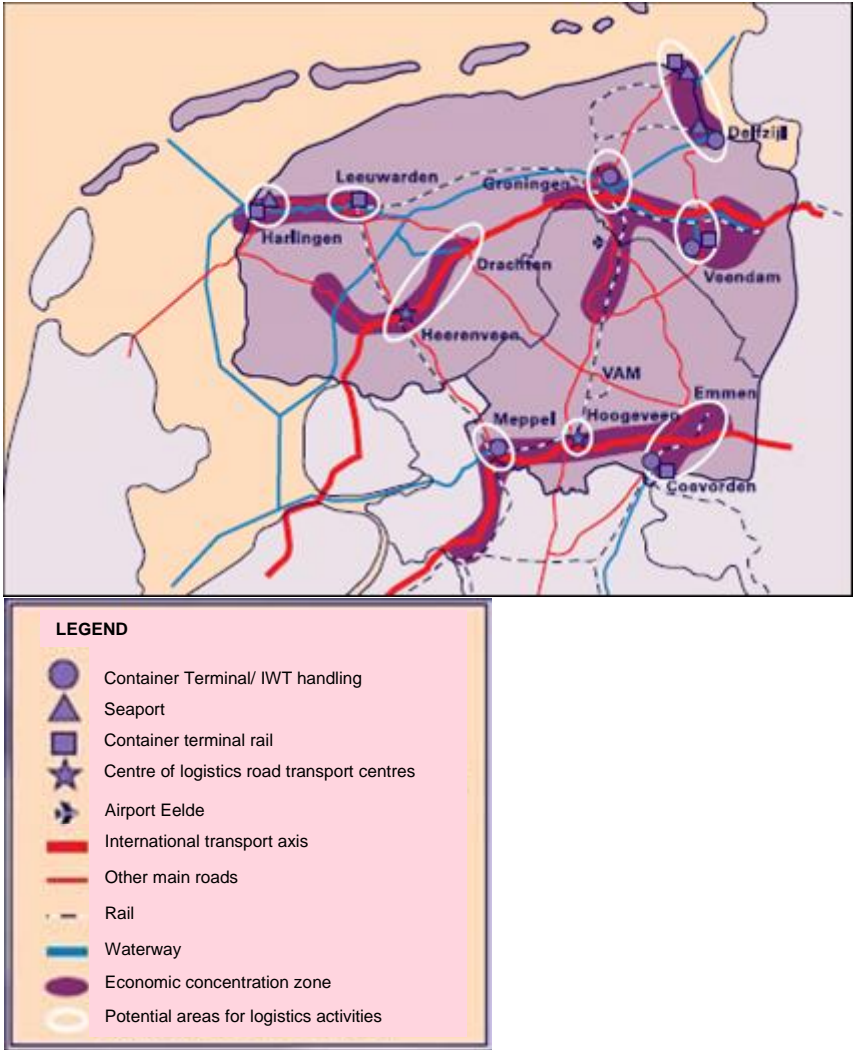 Delfzijl
Leeuwarden
Groningen
Harlingen
Drachten
Veendam
Heerenveen
VAM
Emmen
Meppel
Hoogeveen
Coevorden
LEGEND
Container Terminal/ IWT handling
Seaport
Container terminal rail
Centre of logistics road transport centres
Airport Eelde
International transport axis
Other main roads
Rail
Waterway
Economic concentration zone
Potential areas for logistics activities